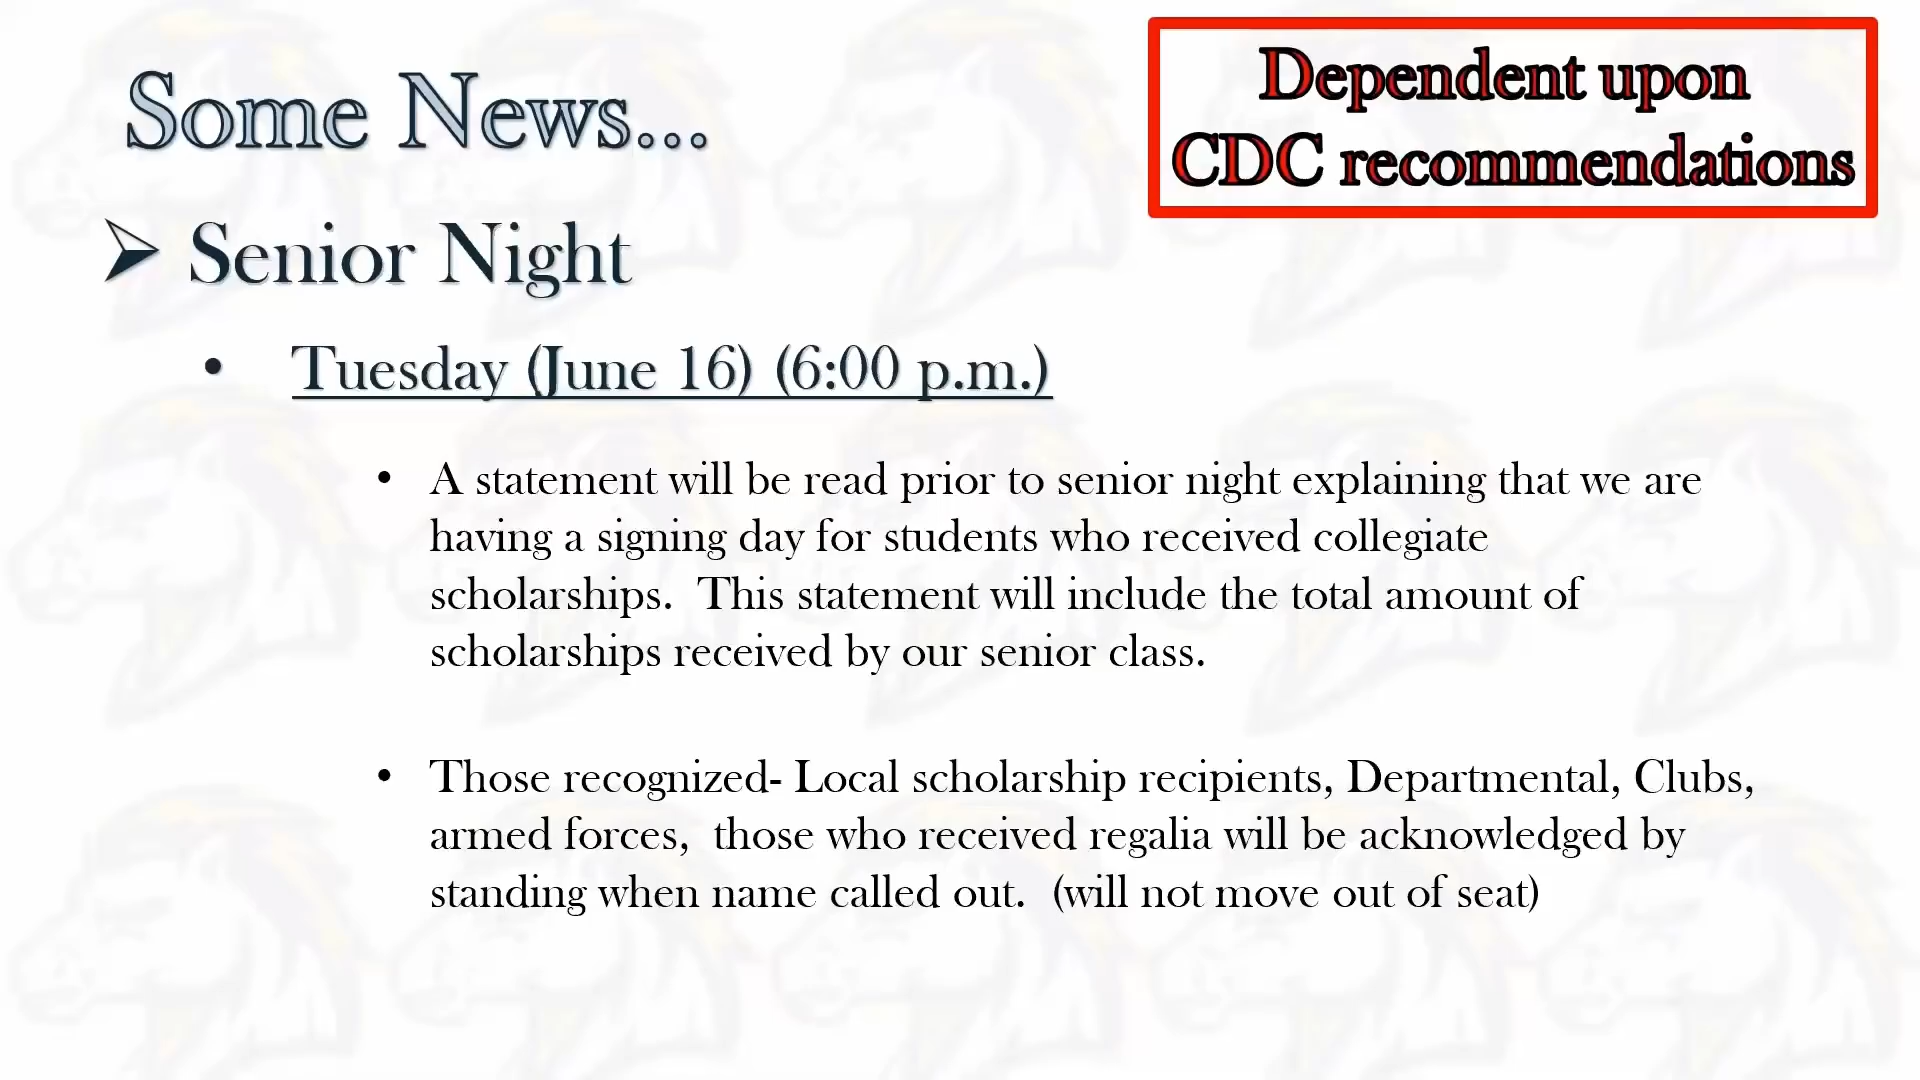 Some News...
Dependent upon
CDC recommendations
➢ Senior Night
• Tuesday (June 16) (6:00 p.m.)
• A statement will be read prior to senior night explaining that we are
having a signing day for students who received collegiate
scholarships.  This statement will include the total amount of
scholarships received by our senior class.
• Those recognized- Local scholarship recipients, Departmental, Clubs,
armed forces,  those who received regalia will be acknowledged by
standing when name called out.  (will not move out of seat)